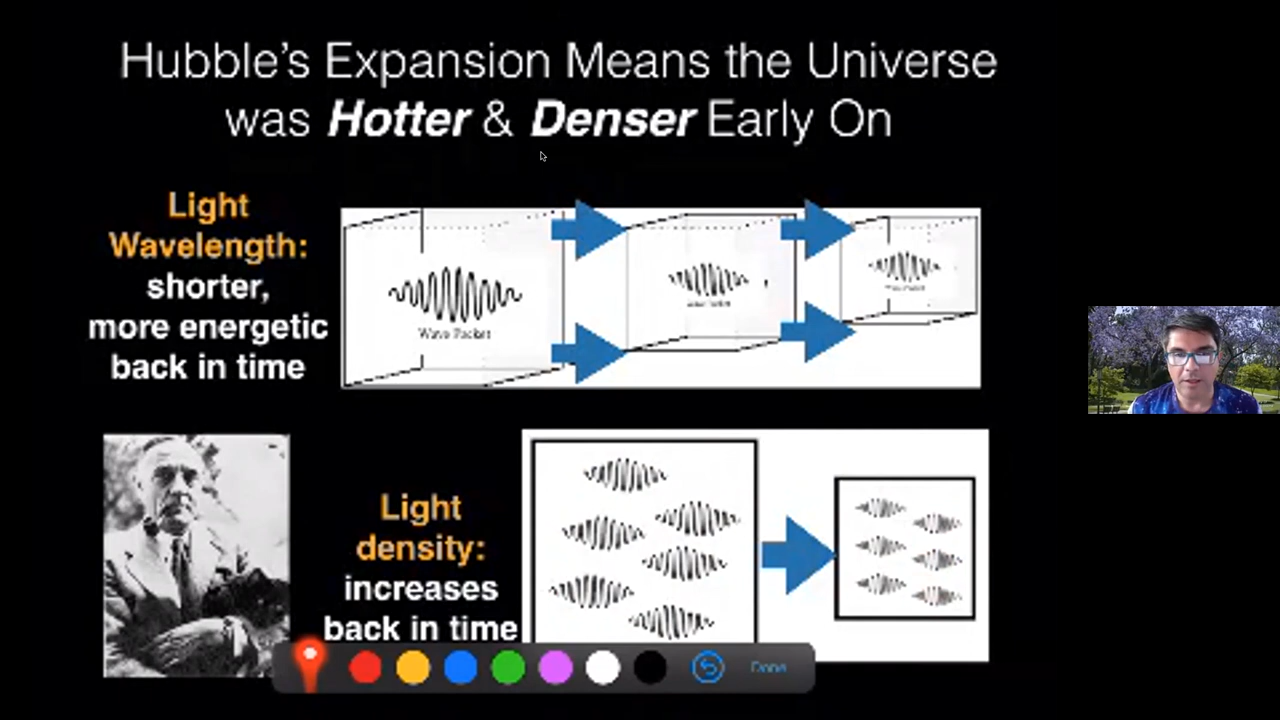 Hubble's Expansion Means the Universe
was Hotter & Denser Early On
Light
Wavelength:
shorter,
more energetic
back in time
Wave Packet
Light
density:
increases
back in time
Done